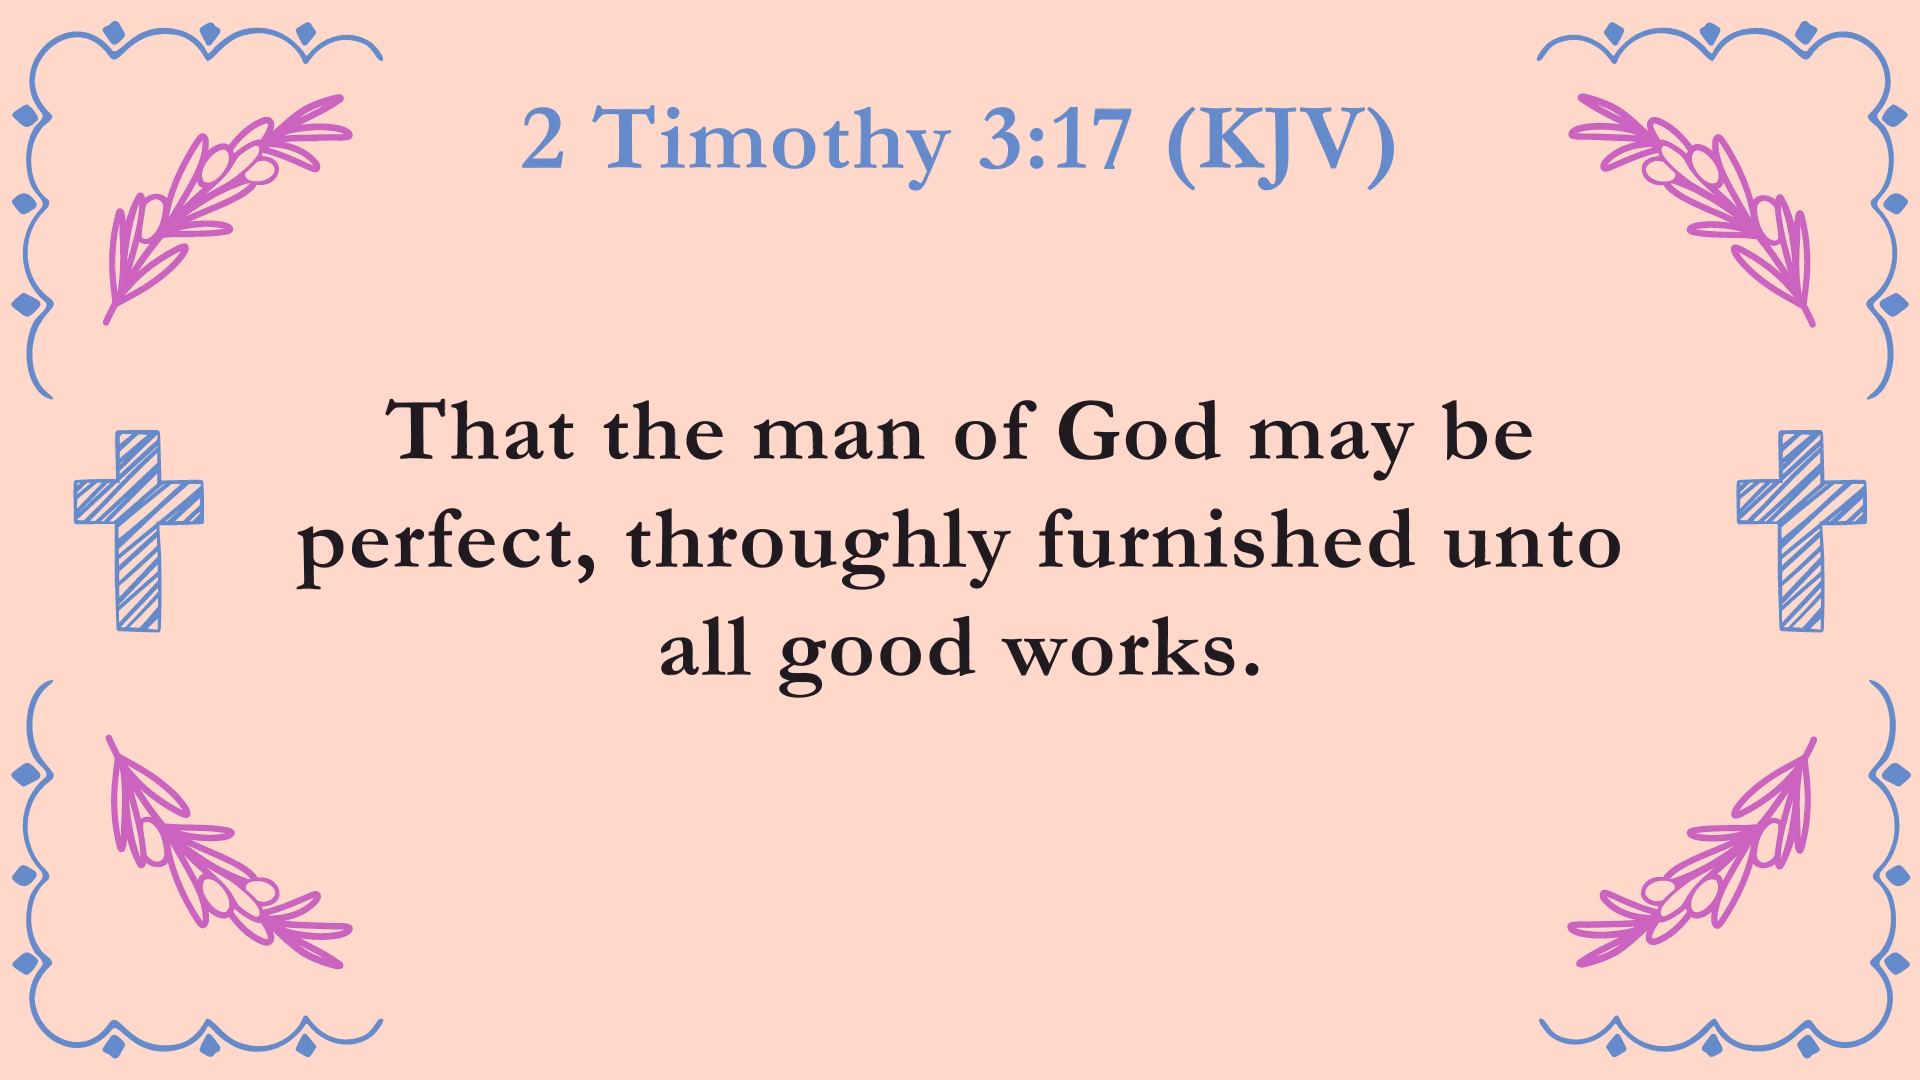 2 Timothy 3:17 (KJV)
That the man of God may be
perfect, throughly furnished unto
all good works.